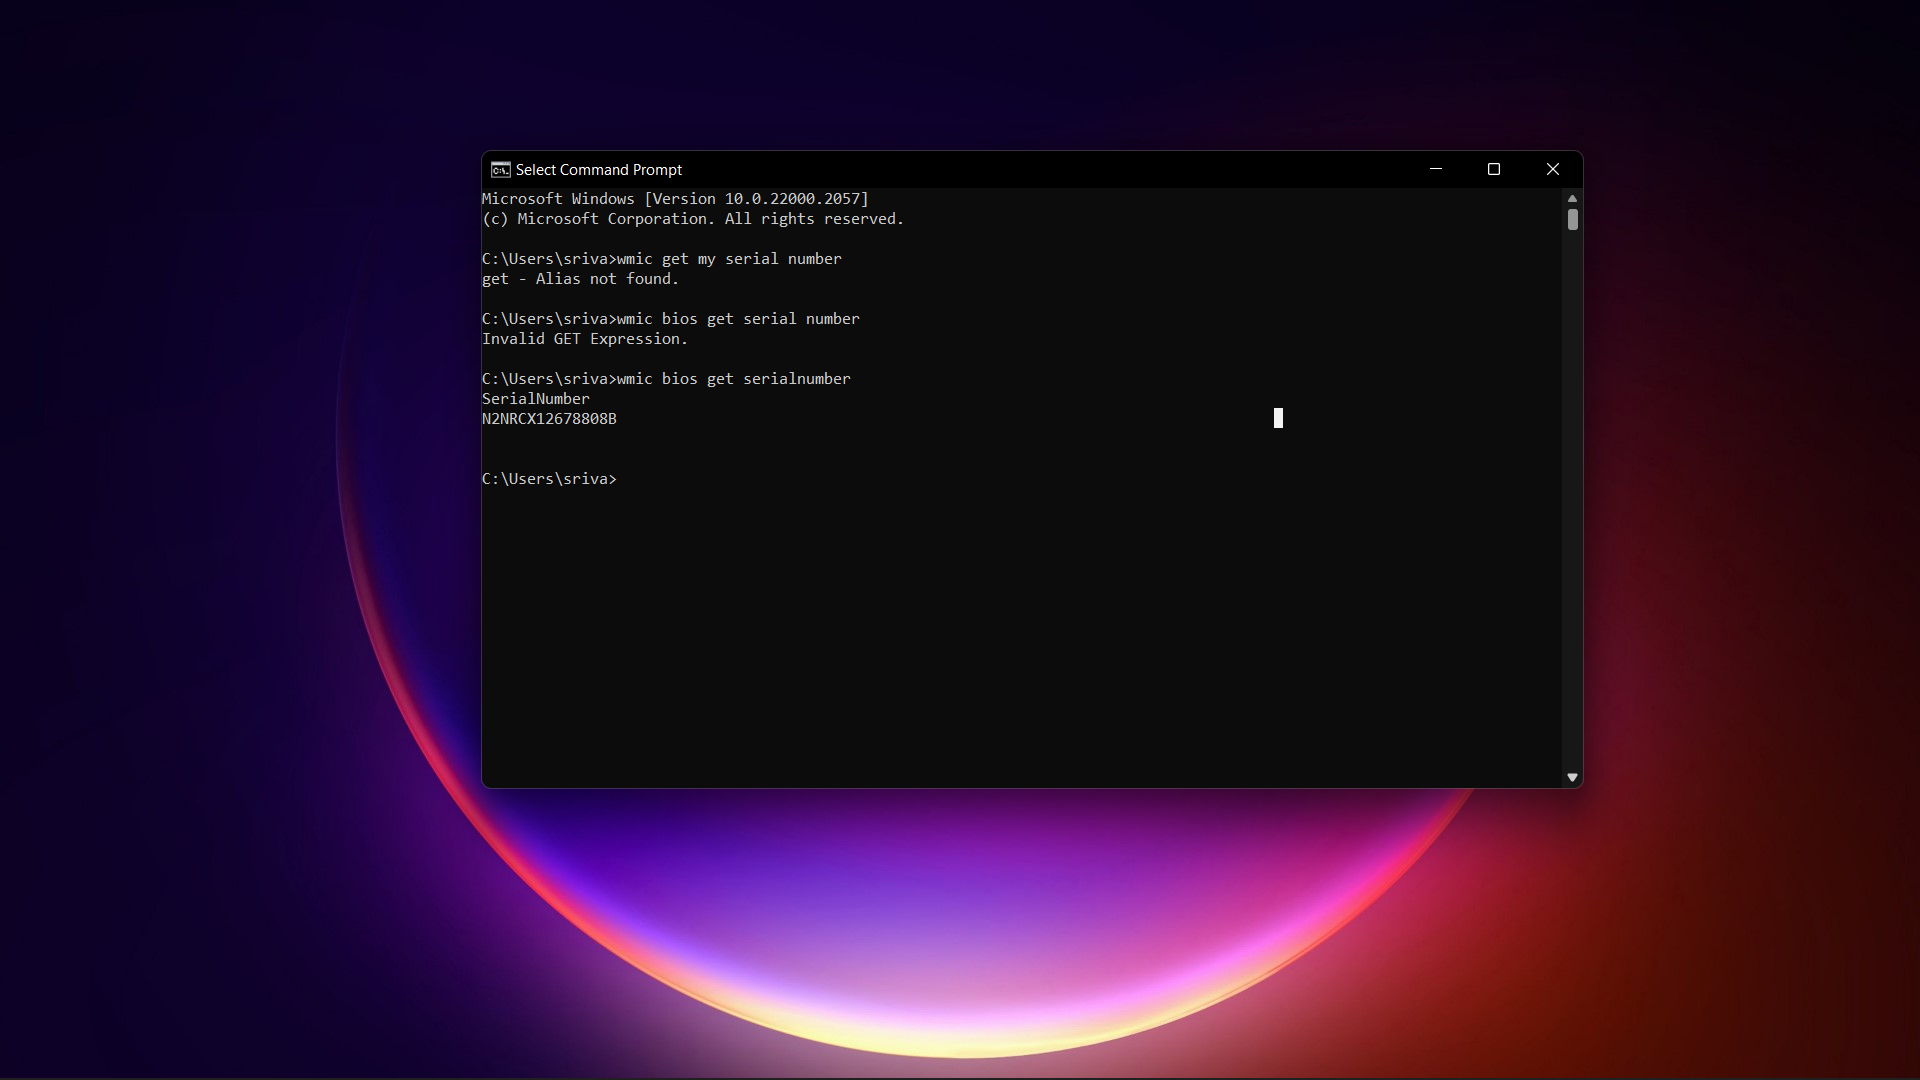 Select Command Prompt
Microsoft Windows [Version 10.0.22000.2057]
(c) Microsoft Corporation. All rights reserved.
C:\Users\sriva>wmic get my serial number
get - Alias not found.
C:\Users\sriva>wmic bios get serial number
Invalid GET Expression.
C:\Users\sriva>wmic bios get serialnumber
SerialNumber
N2NRCX12678808B
C:\Users\sriva>